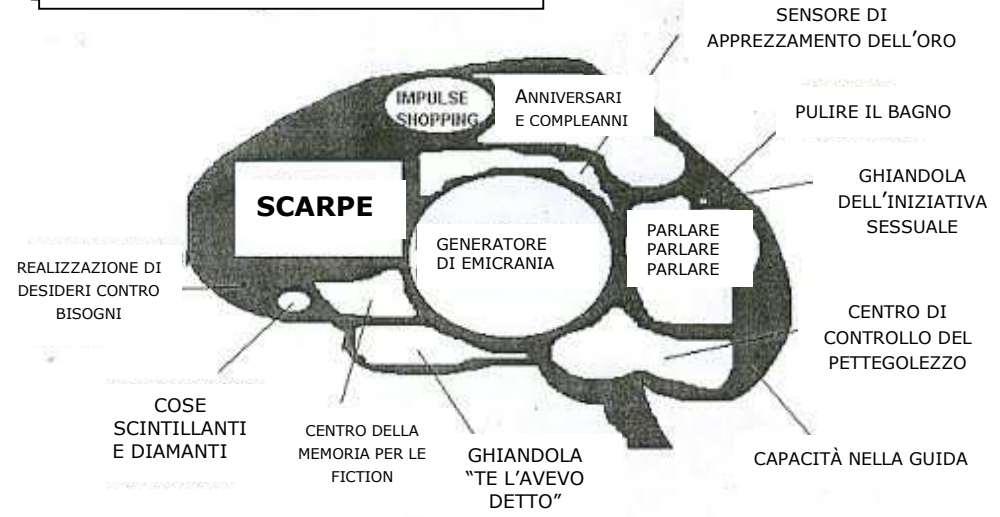 SENSORE DI
APPREZZAMENTO DELL'ORO
IMPULSE
SHOPPING
ANNIVERSARI
E COMPLEANNI
PULIRE IL BAGNO
GHIANDOLA
DELL'INIZIATIVA
SESSUALE
SCARPE
GENERATORE
DI EMICRANIA
PARLARE
PARLARE
PARLARE
REALIZZAZIONE DI
DESIDERI CONTRO
BISOGNI
CENTRO DI
CONTROLLO DEL
PETTEGOLEZZO
COSE
SCINTILLANTI
E DIAMANTI
CENTRO DELLA
MEMORIA PER LE
FICTION
GHIANDOLA
"TE L'AVEVO
DETTO"
CAPACITÀ NELLA GUIDA